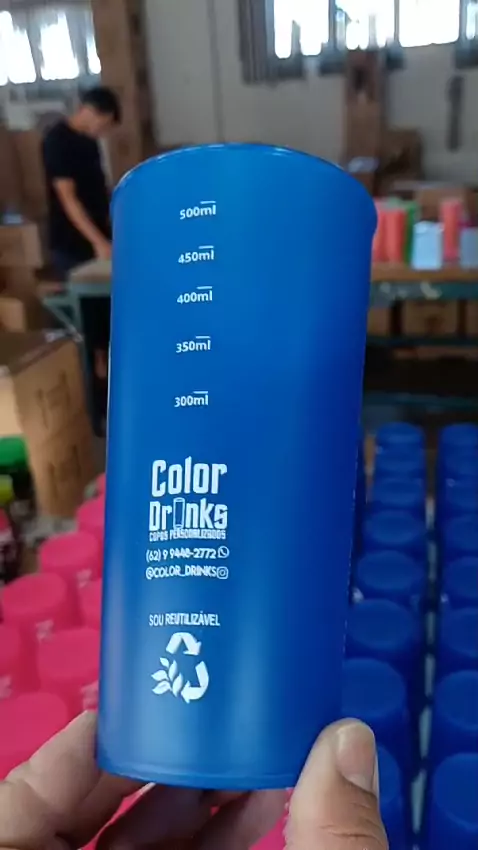 500ml
450ml
400ml
350ml
300ml
Color
Drinks
COPOS PERSONALIZADOS
(62) 9 9448-2772
@COLOR_DRINKS
SOU REUTILIZÁVEL